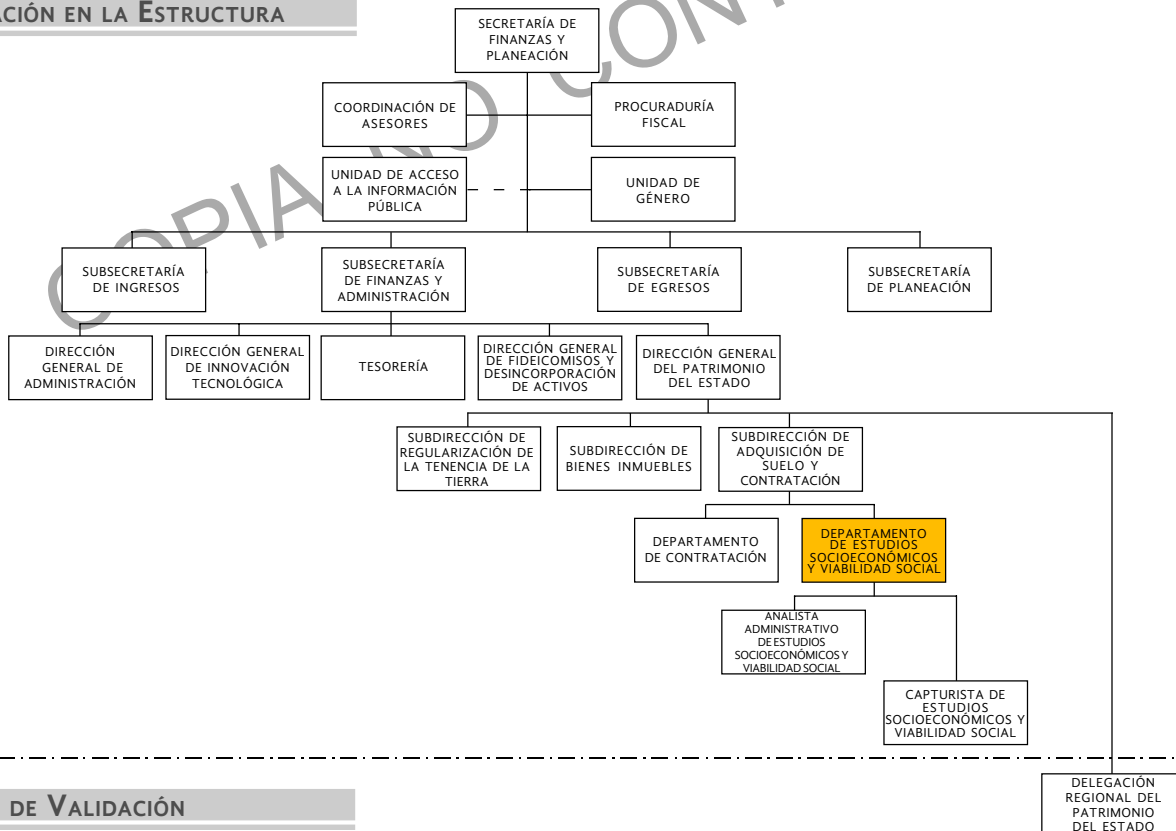 ACIÓN EN LA ESTRUCTURA
SECRETARÍA DE
FINANZAS Y
PLANEACIÓN
COORDINACIÓN DE
ASESORES
PROCURADURÍA
FISCAL
UNIDAD DE ACCESO
A LA INFORMACIÓN
PÚBLICA
UNIDAD DE
GÉNERO
COPIA NO CONT
SUBSECRETARÍA
DE INGRESOS
SUBSECRETARÍA
DE FINANZAS Y
ADMINISTRACIÓN
SUBSECRETARÍA
DE EGRESOS
SUBSECRETARÍA
DE PLANEACIÓN
DIRECCIÓN
GENERAL DE
ADMINISTRACIÓN
DIRECCIÓN GENERAL
DE INNOVACIÓN
TECNOLÓGICA
TESORERÍA
DIRECCIÓN GENERAL
DE FIDEICOMISOS Y
DESINCORPORACIÓN
DE ACTIVOS
DIRECCIÓN GENERAL
DEL PATRIMONIO
DEL ESTADO
SUBDIRECCIÓN DE
REGULARIZACIÓN DE
LA TENENCIA DE LA
TIERRA
SUBDIRECCIÓN DE
BIENES INMUEBLES
SUBDIRECCIÓN DE
ADQUISICIÓN DE
SUELO Y
CONTRATACIÓN
DEPARTAMENTO
DE CONTRATACIÓN
DEPARTAMENTO
DE ESTUDIOS
SOCIOECONÓMICOS
Y VIABILIDAD SOCIAL
ANALISTA
ADMINISTRATIVO
DE ESTUDIOS
SOCIOECONÓMICOS Y
VIABILIDAD SOCIAL
CAPTURISTA DE
ESTUDIOS
SOCIOECONÓMICOS Y
VIABILIDAD SOCIAL
DELEGACIÓN
REGIONAL DEL
PATRIMONIO
DEL ESTADO
DE VALIDACIÓN